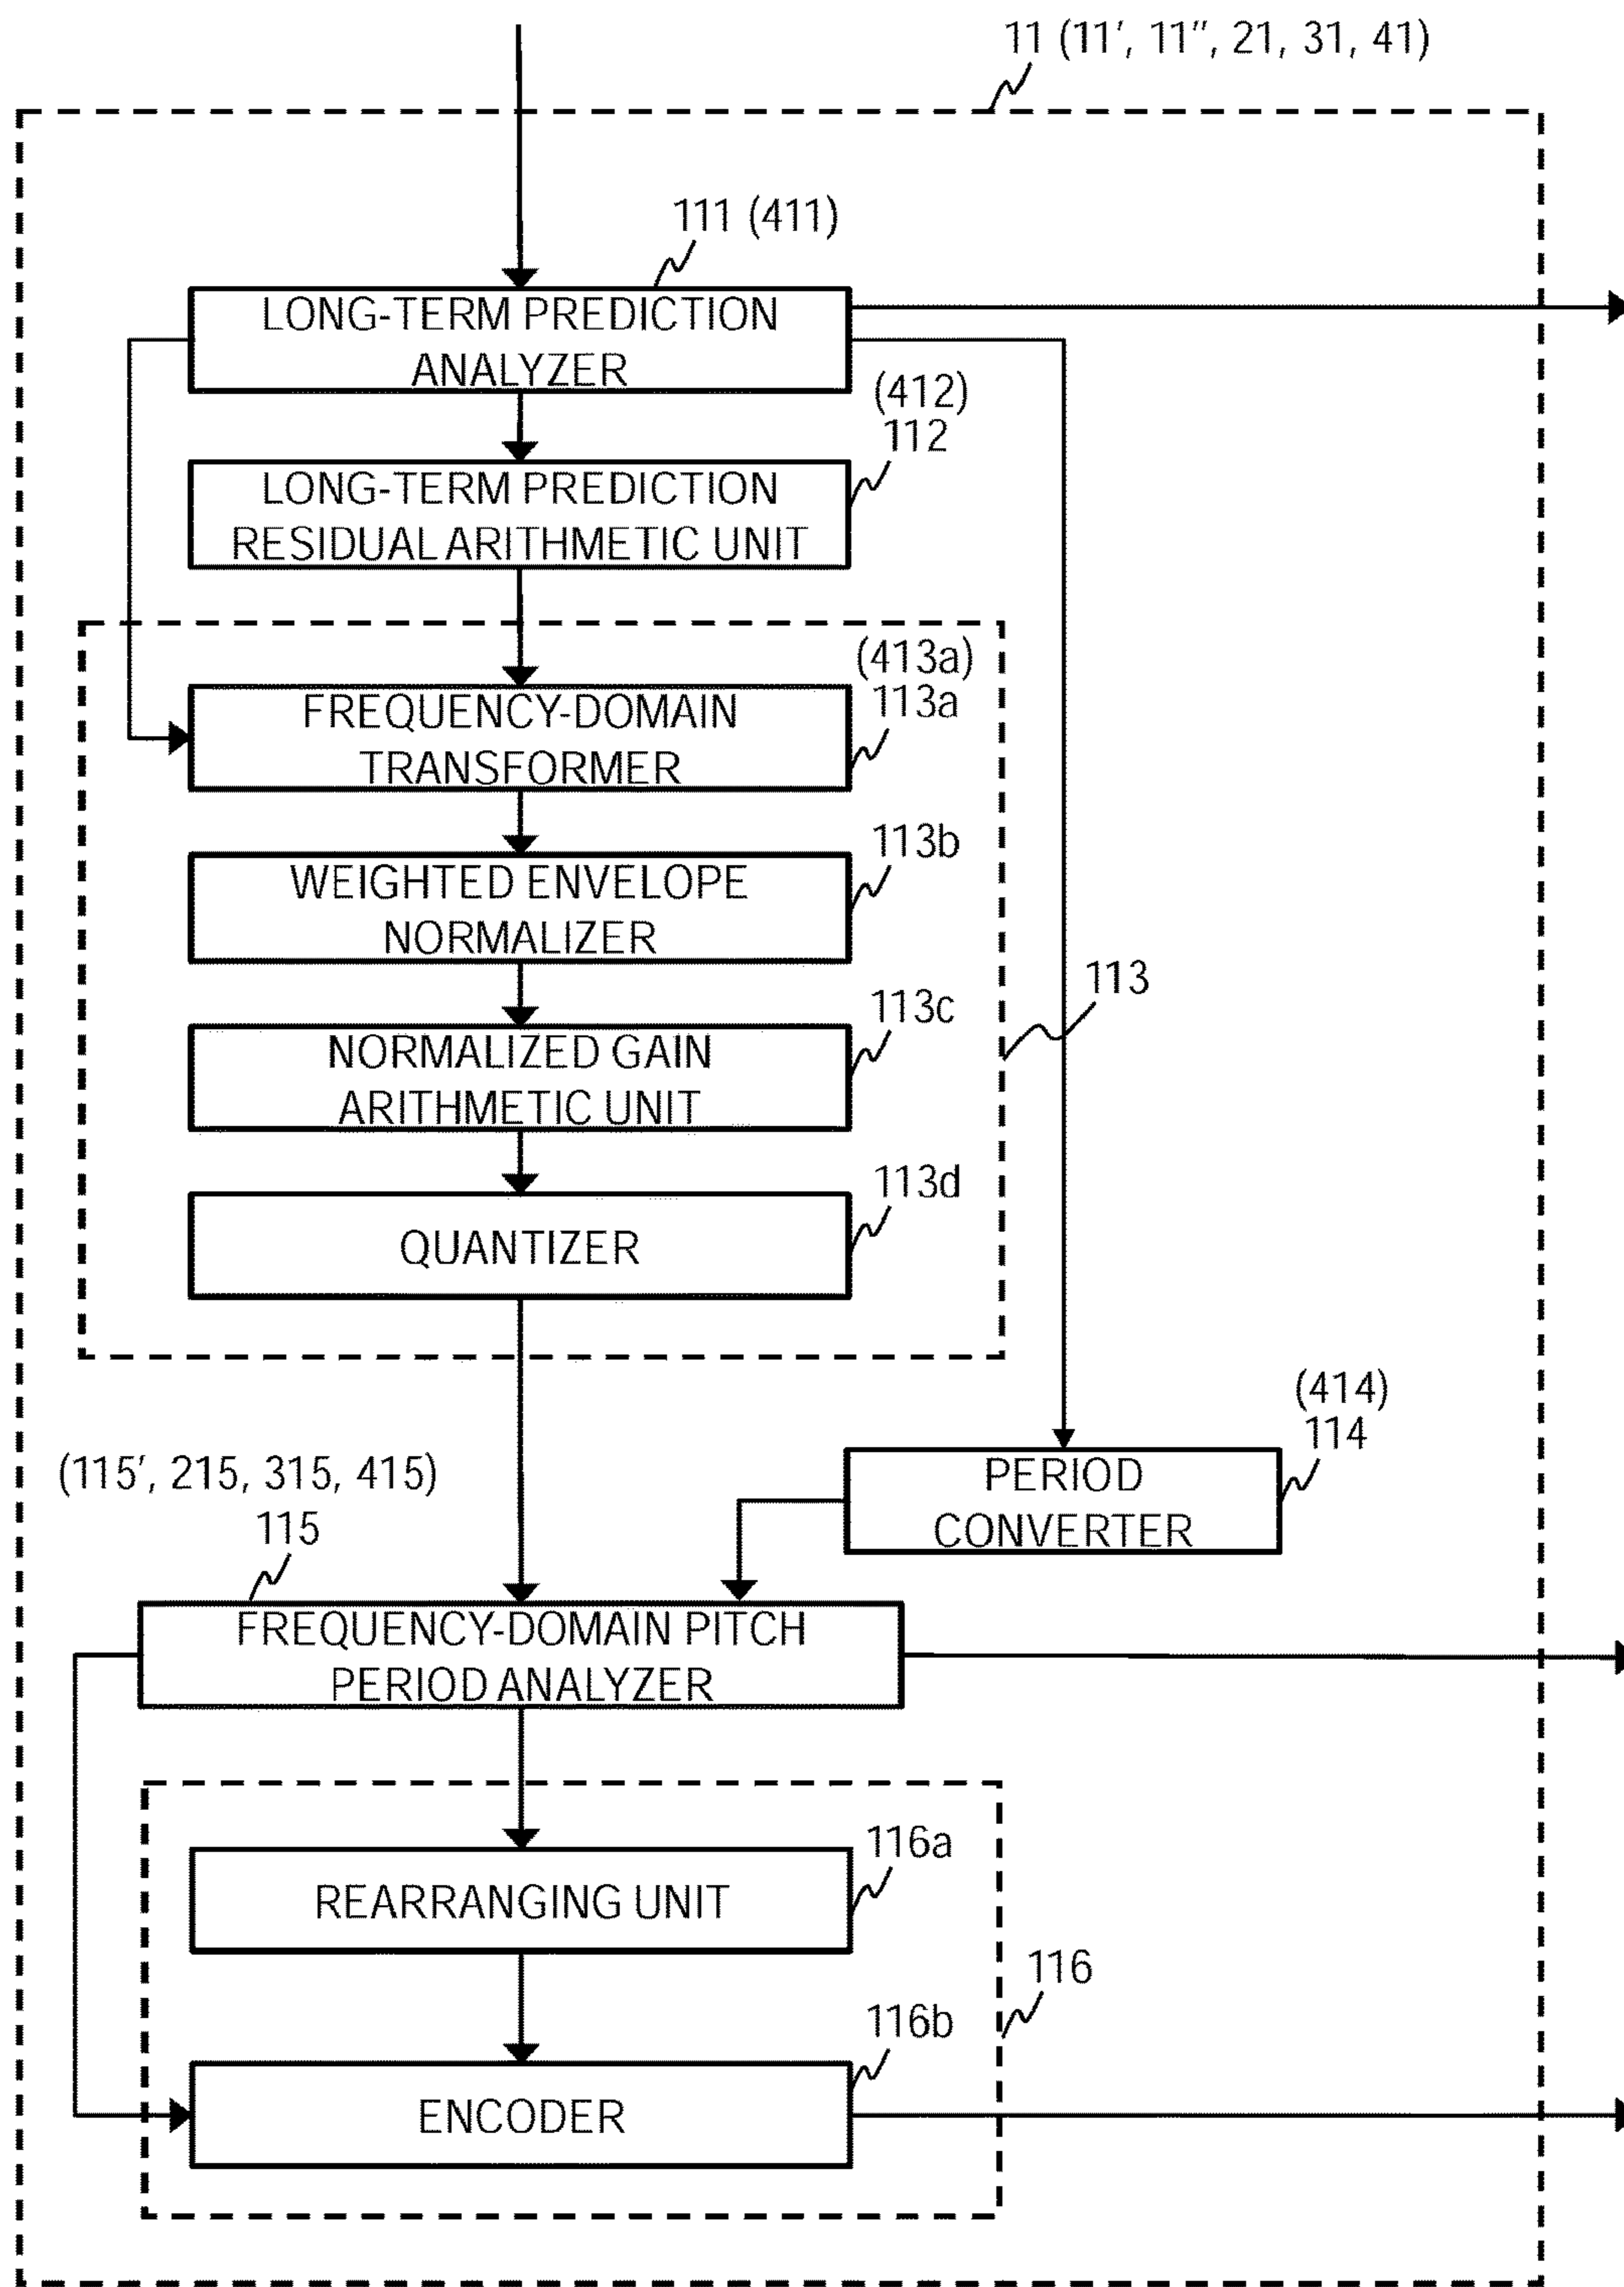 11 (11′, 11″, 21, 31, 41)
111 (411)
LONG-TERM PREDICTION
ANALYZER
(412)
112
LONG-TERM PREDICTION
RESIDUAL ARITHMETIC UNIT
(413a)
113a
FREQUENCY-DOMAIN
TRANSFORMER
113b
WEIGHTED ENVELOPE
NORMALIZER
113
113c
NORMALIZED GAIN
ARITHMETIC UNIT
113d
QUANTIZER
(414)
114
PERIOD
CONVERTER
(115′, 215, 315, 415)
115
FREQUENCY-DOMAIN PITCH
PERIOD ANALYZER
116a
REARRANGING UNIT
116
116b
ENCODER